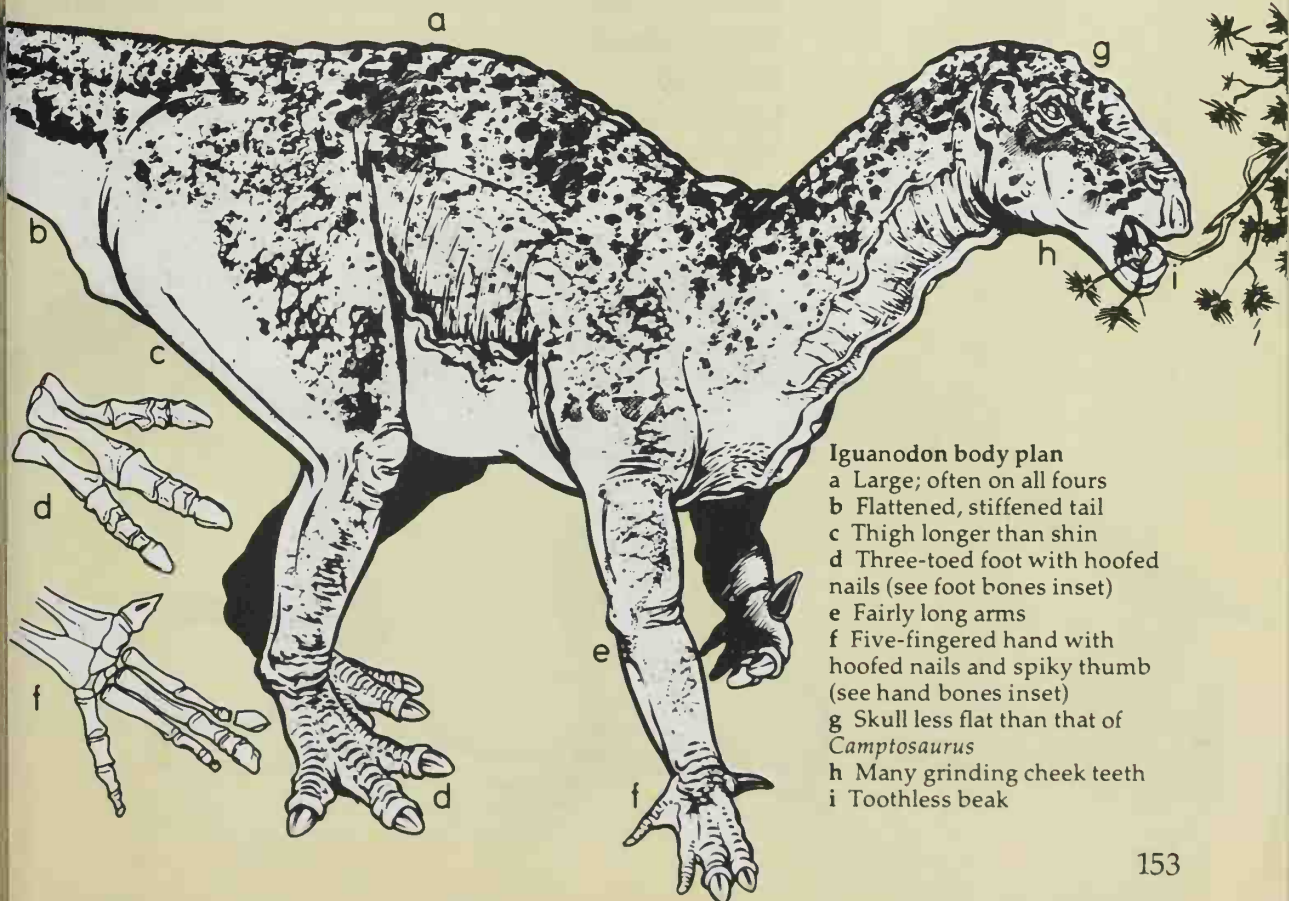 a
g
b
h
i
c
d
f
e
d
f
Iguanodon body plan
a Large; often on all fours
b Flattened, stiffened tail
c Thigh longer than shin
d Three-toed foot with hoofed
nails (see foot bones inset)
e Fairly long arms
f Five-fingered hand with
hoofed nails and spiky thumb
(see hand bones inset)
g Skull less flat than that of
Camptosaurus
h Many grinding cheek teeth
i Toothless beak
153